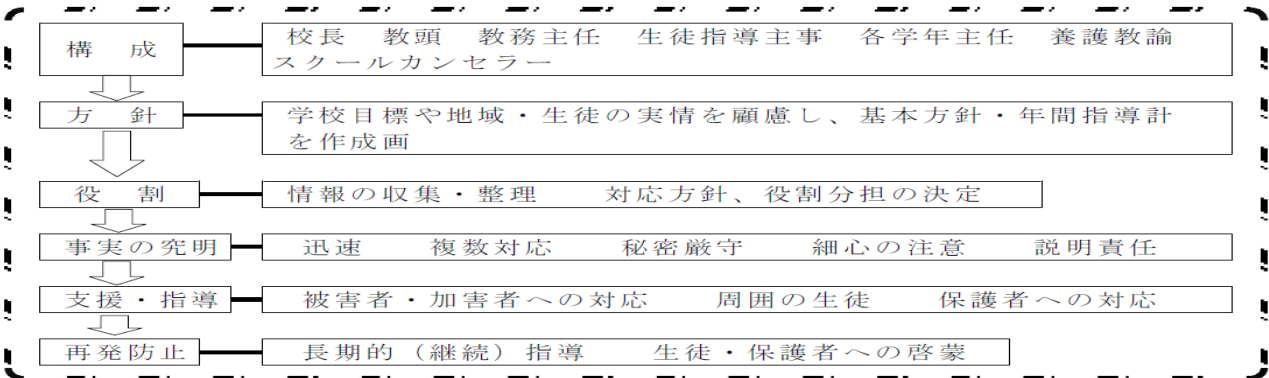 構　成
校長　教頭　教務主任　生徒指導主事　各学年主任　養護教諭
スクールカンセラー
方　針
学校目標や地域・生徒の実情を顧慮し、基本方針・年間指導計
を作成画
役　割
情報の収集・整理　対応方針、役割分担の決定
事実の究明
迅速　複数対応　秘密厳守　細心の注意　説明責任
支援・指導
被害者・加害者への対応　周囲の生徒　保護者への対応
再発防止
長期的（継続）指導　生徒・保護者への啓蒙